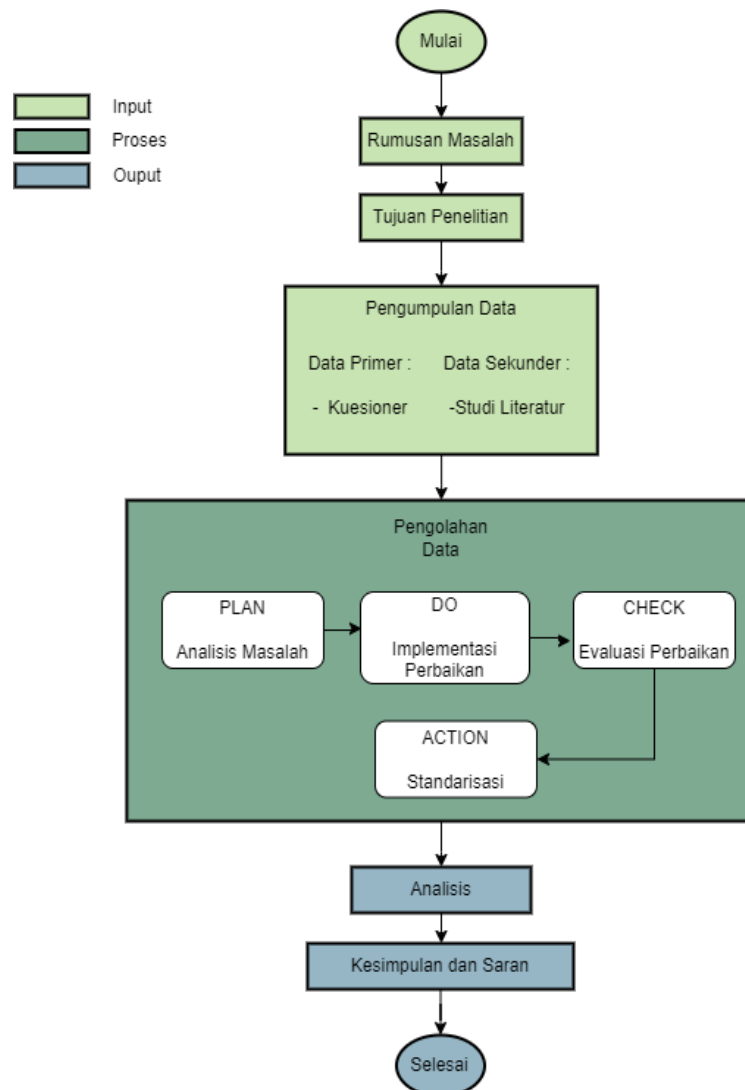 Mulai
Input
Proses
Ouput
Rumusan Masalah
Tujuan Penelitian
Pengumpulan Data
Data Primer :
Data Sekunder :
- Kuesioner
-Studi Literatur
Pengolahan
Data
PLAN
Analisis Masalah
DO
Implementasi
Perbaikan
CHECK
Evaluasi Perbaikan
ACTION
Standarisasi
Analisis
Kesimpulan dan Saran
Selesai